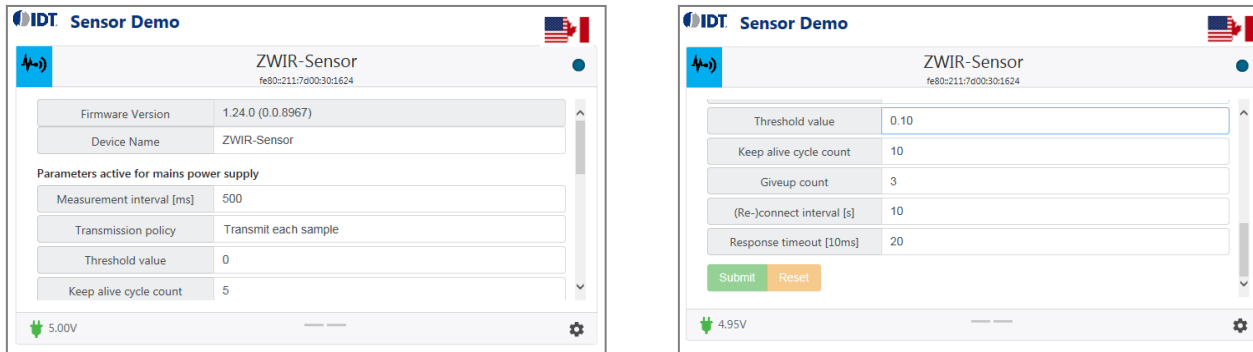 IDT. Sensor Demo
ZWIR-Sensor
fe80::211:7d00:30:1624
Firmware Version 1.24.0 (0.0.8967)
Device Name ZWIR-Sensor
Parameters active for mains power supply
Measurement interval [ms] 500
Transmission policy Transmit each sample
Threshold value 0
Keep alive cycle count 5
5.00V
IDT. Sensor Demo
ZWIR-Sensor
fe80::211:7d00:30:1624
Threshold value 0.10
Keep alive cycle count 10
Giveup count 3
(Re-)connect interval [s] 10
Response timeout [10ms] 20
Submit Reset
4.95V